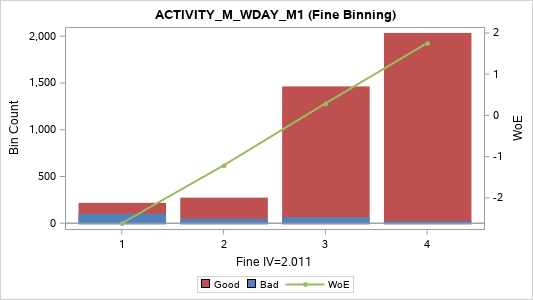 ACTIVITY_M_WDAY_M1 (Fine Binning)
Bin Count
2,000
1,500
1,000
500
0
2
1
0
-1
-2
WoE
1 2 3 4
Fine IV=2.011
Good Bad WoE